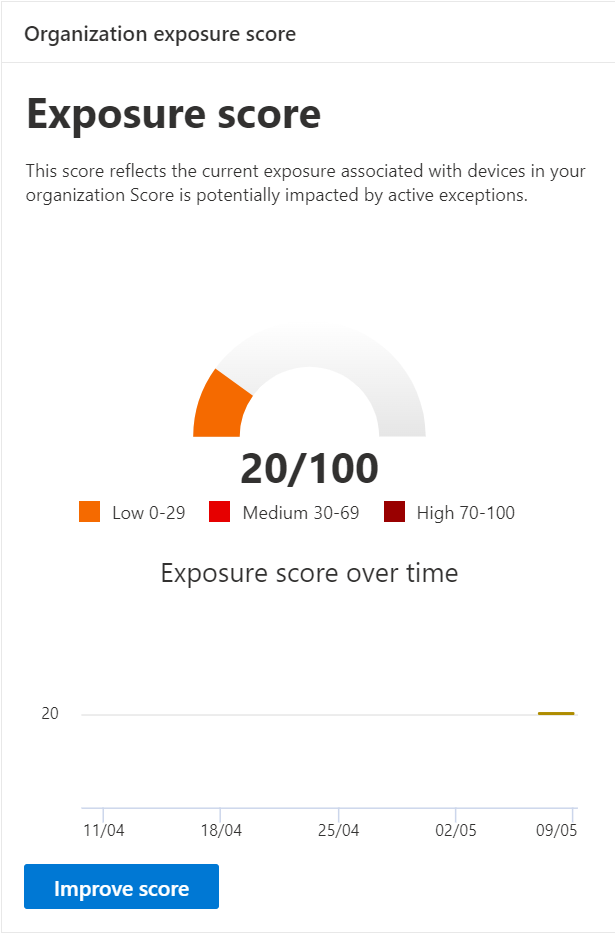 Organization exposure score
Exposure score
This score reflects the current exposure associated with devices in your
organization Score is potentially impacted by active exceptions.
20/100
Low 0-29 Medium 30-69 High 70-100
Exposure score over time
20
11/04 18/04 25/04 02/05 09/05
Improve score